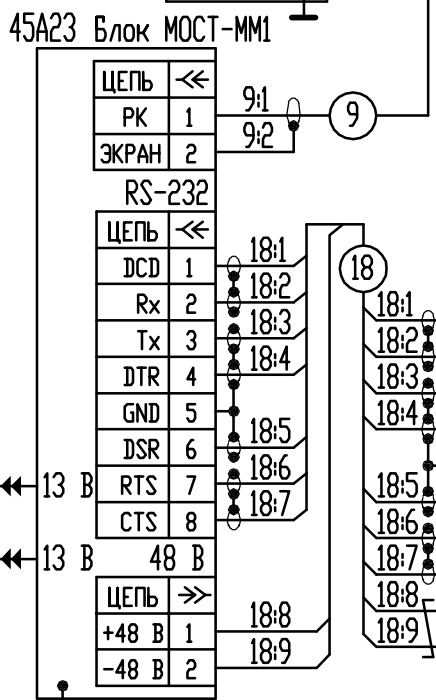 45А23 Блок МОСТ-ММ1
ЦЕПЬ
РК 1 9:1 9
ЭКРАН 2 9:2
RS-232
ЦЕПЬ
DCD 1 18:1 18
Rx 2 18:2 18:1
Tx 3 18:3 18:2
DTR 4 18:4 18:3
GND 5 18:4
DSR 6 18:5
13 В RTS 7 18:6 18:5
CTS 8 18:7 18:6
13 В 48 В 18:7
ЦЕПЬ 18:8
+48 В 1 18:8 18:9
-48 В 2 18:9